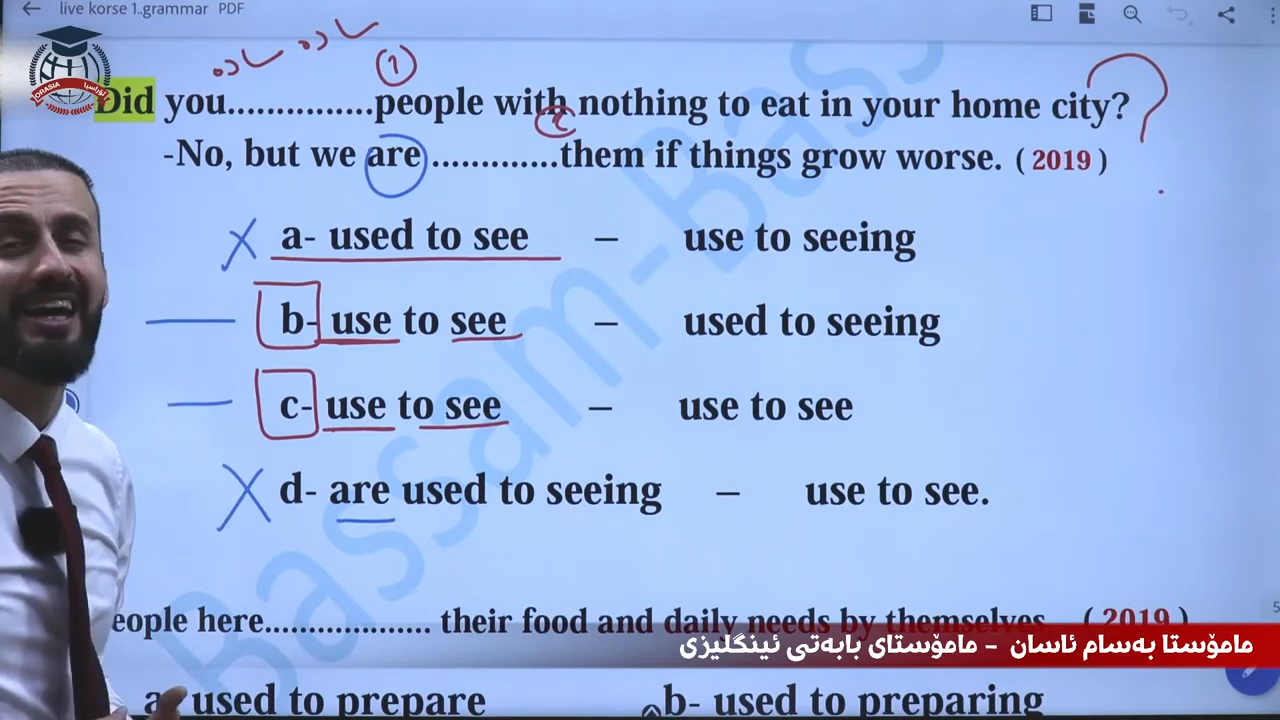 live korse 1..grammar PDF
Did you...............people with nothing to eat in your home city?
-No, but we are .............them if things grow worse. ( 2019 )
a- used to see – use to seeing
b- use to see – used to seeing
c- use to see – use to see
d- are used to seeing – use to see.
eople here................... their food and daily needs by themselves. ( 2019 )
مامۆستا بەسام ئاسان - مامۆستای بابەتی ئینگلیزی
a- used to prepare b- used to preparing
Bassam-Bas